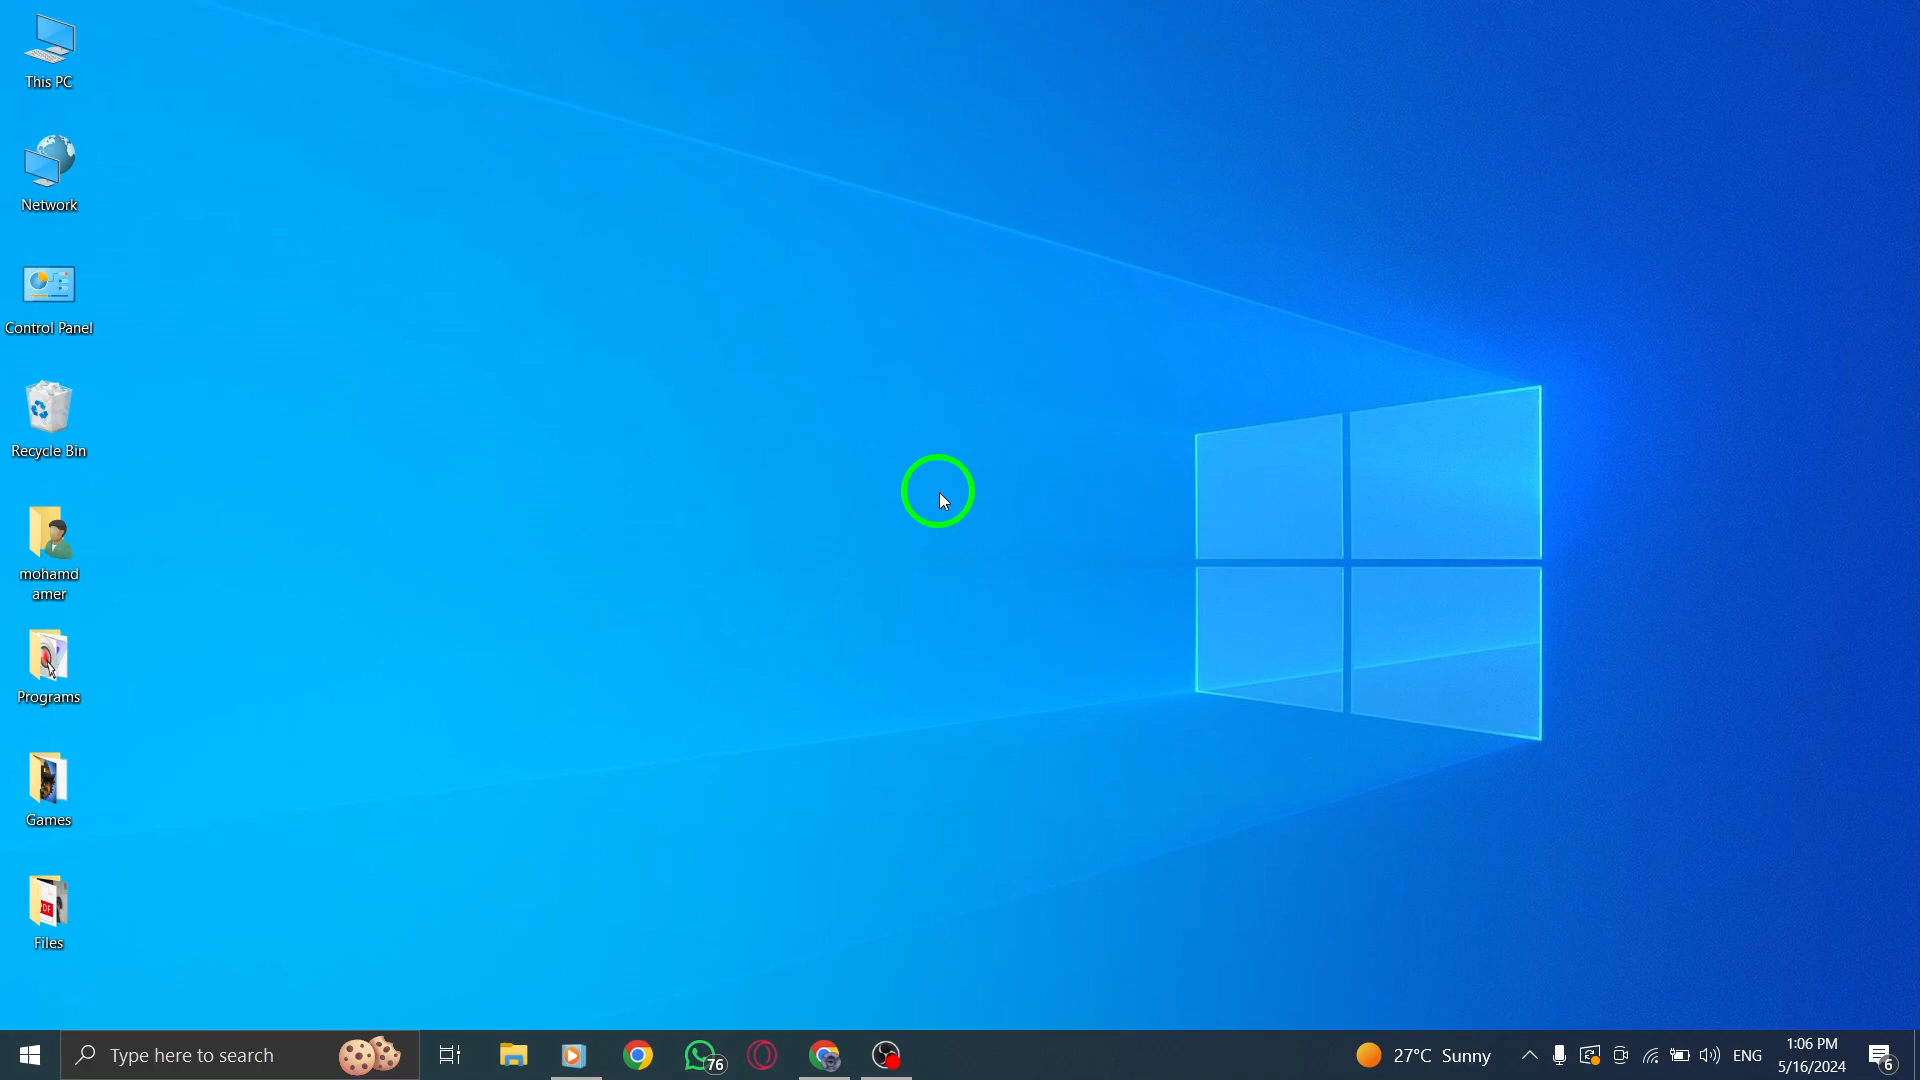 This PC
Network
Control Panel
Recycle Bin
mohamd
amer
Programs
Games
PDF
Files
Type here to search
76
27°C Sunny
ENG
1:06 PM
5/16/2024
6